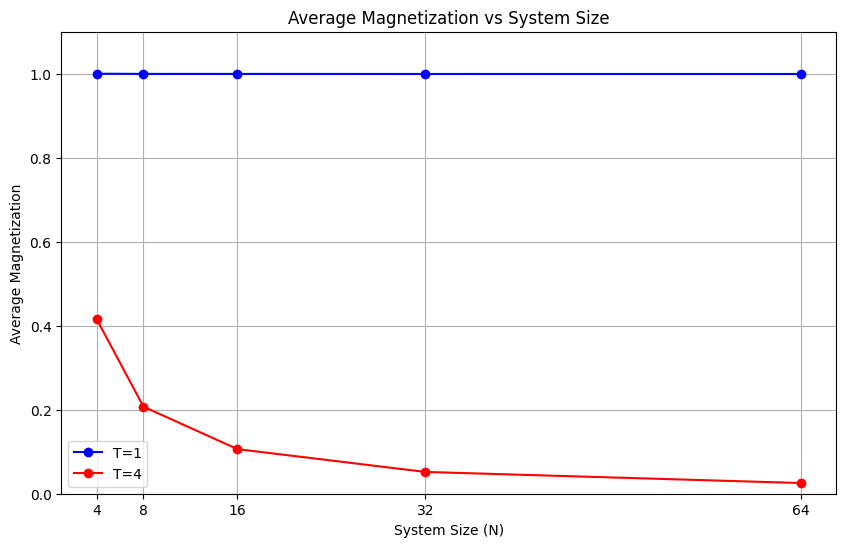 Average Magnetization vs System Size
Average Magnetization
1.0
0.8
0.6
0.4
0.2
0.0
T=1
T=4
4 8 16 32 64
System Size (N)